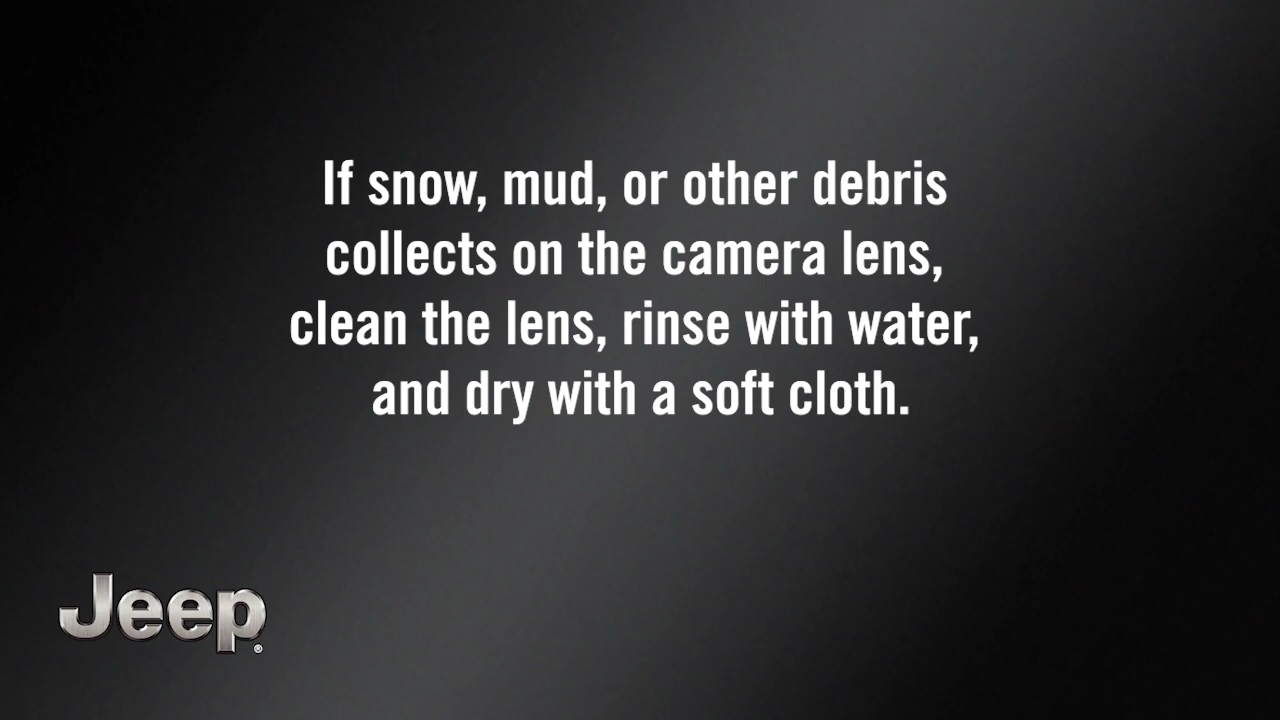 If snow, mud, or other debris
collects on the camera lens,
clean the lens, rinse with water,
and dry with a soft cloth.
Jeep®